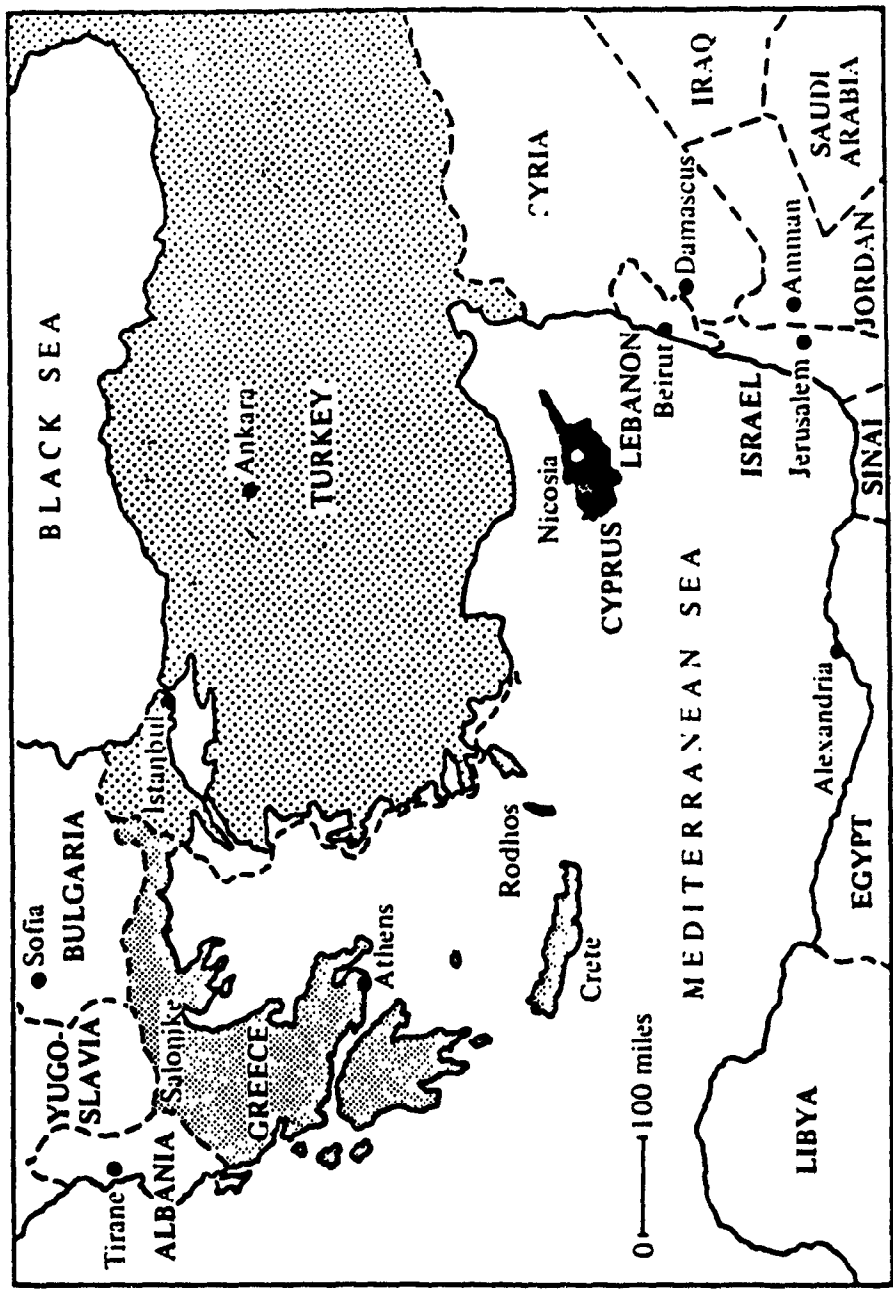 BLACK SEA
Sofia
BULGARIA
YUGO-
SLAVIA
Tirane
ALBANIA
Salonike
GREECE
Athens
Istanbul
Ankara
TURKEY
Rodhos
Crete
Nicosia
CYPRUS
SYRIA
LEBANON
Beirut
Damascus
IRAQ
ISRAEL
Jerusalem
Amman
JORDAN
SAUDI
ARABIA
SINAI
MEDITERRANEAN SEA
Alexandria
EGYPT
LIBYA
0 100 miles